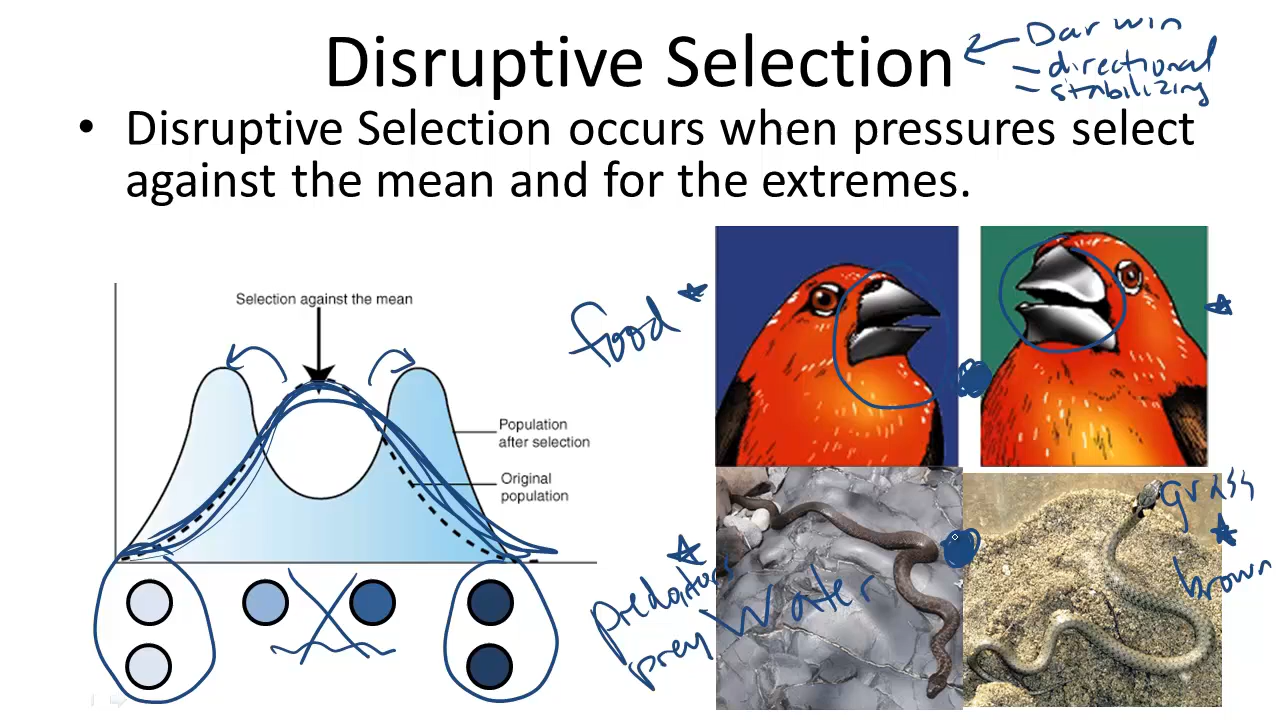 Disruptive Selection
Darwin
– directional
– stabilizing
• Disruptive Selection occurs when pressures select
against the mean and for the extremes.
Selection against the mean
Population
after selection
Original
population
food
grass
brown
predators
prey
Water